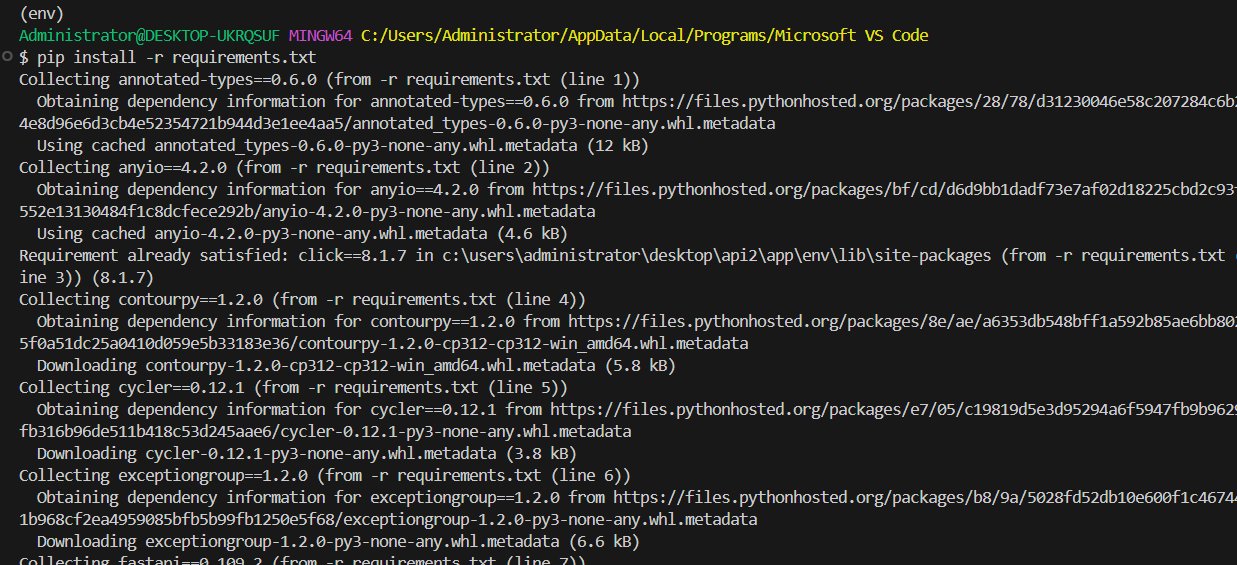 (env)
Administrator@DESKTOP-UKRQSUF MINGW64 C:/Users/Administrator/AppData/Local/Programs/Microsoft VS Code
$ pip install -r requirements.txt
Collecting annotated-types==0.6.0 (from -r requirements.txt (line 1))
Obtaining dependency information for annotated-types==0.6.0 from https://files.pythonhosted.org/packages/28/78/d31230046e58c207284c6b2
4e8d96e6d3cb4e52354721b944d3e1ee4aa5/annotated_types-0.6.0-py3-none-any.whl.metadata
Using cached annotated_types-0.6.0-py3-none-any.whl.metadata (12 kB)
Collecting anyio==4.2.0 (from -r requirements.txt (line 2))
Obtaining dependency information for anyio==4.2.0 from https://files.pythonhosted.org/packages/bf/cd/d6d9bb1dadf73e7af02d18225cbd2c93
552e13130484f1c8dcfece292b/anyio-4.2.0-py3-none-any.whl.metadata
Using cached anyio-4.2.0-py3-none-any.whl.metadata (4.6 kB)
Requirement already satisfied: click==8.1.7 in c:\users\administrator\desktop\api2\app\env\lib\site-packages (from -r requirements.txt
ine 3)) (8.1.7)
Collecting contourpy==1.2.0 (from -r requirements.txt (line 4))
Obtaining dependency information for contourpy==1.2.0 from https://files.pythonhosted.org/packages/8e/ae/a6353db548bff1a592b85ae6bb80
5f0a51dc25a0410d059e5b33183e36/contourpy-1.2.0-cp312-cp312-win_amd64.whl.metadata
Downloading contourpy-1.2.0-cp312-cp312-win_amd64.whl.metadata (5.8 kB)
Collecting cycler==0.12.1 (from -r requirements.txt (line 5))
Obtaining dependency information for cycler==0.12.1 from https://files.pythonhosted.org/packages/e7/05/c19819d5e3d95294a6f5947fb9b962
fb316b96de511b418c53d245aae6/cycler-0.12.1-py3-none-any.whl.metadata
Downloading cycler-0.12.1-py3-none-any.whl.metadata (3.8 kB)
Collecting exceptiongroup==1.2.0 (from -r requirements.txt (line 6))
Obtaining dependency information for exceptiongroup==1.2.0 from https://files.pythonhosted.org/packages/b8/9a/5028fd52db10e600f1c4674
1b968cf2ea4959085bfb5b99fb1250e5f68/exceptiongroup-1.2.0-py3-none-any.whl.metadata
Downloading exceptiongroup-1.2.0-py3-none-any.whl.metadata (6.6 kB)
Collecting fastapi==0.109.2 (from -r requirements.txt (line 7))